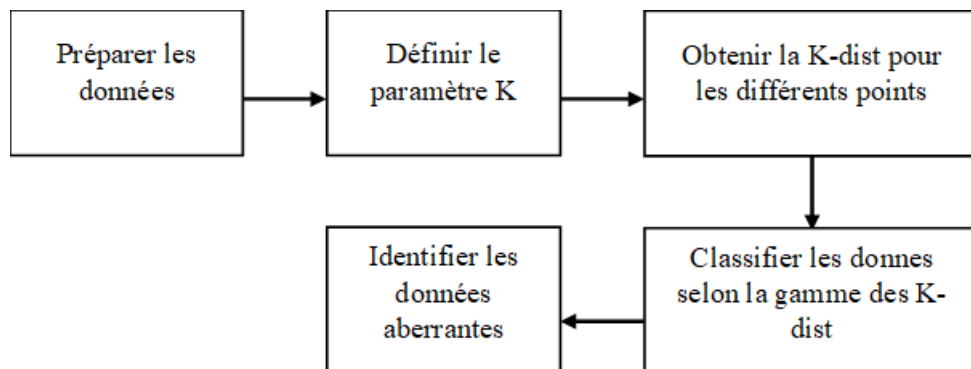 Préparer les
données
Définir le
paramètre K
Obtenir la K-dist pour
les différents points
Classifier les donnes
selon la gamme des K-
dist
Identifier les
données
aberrantes